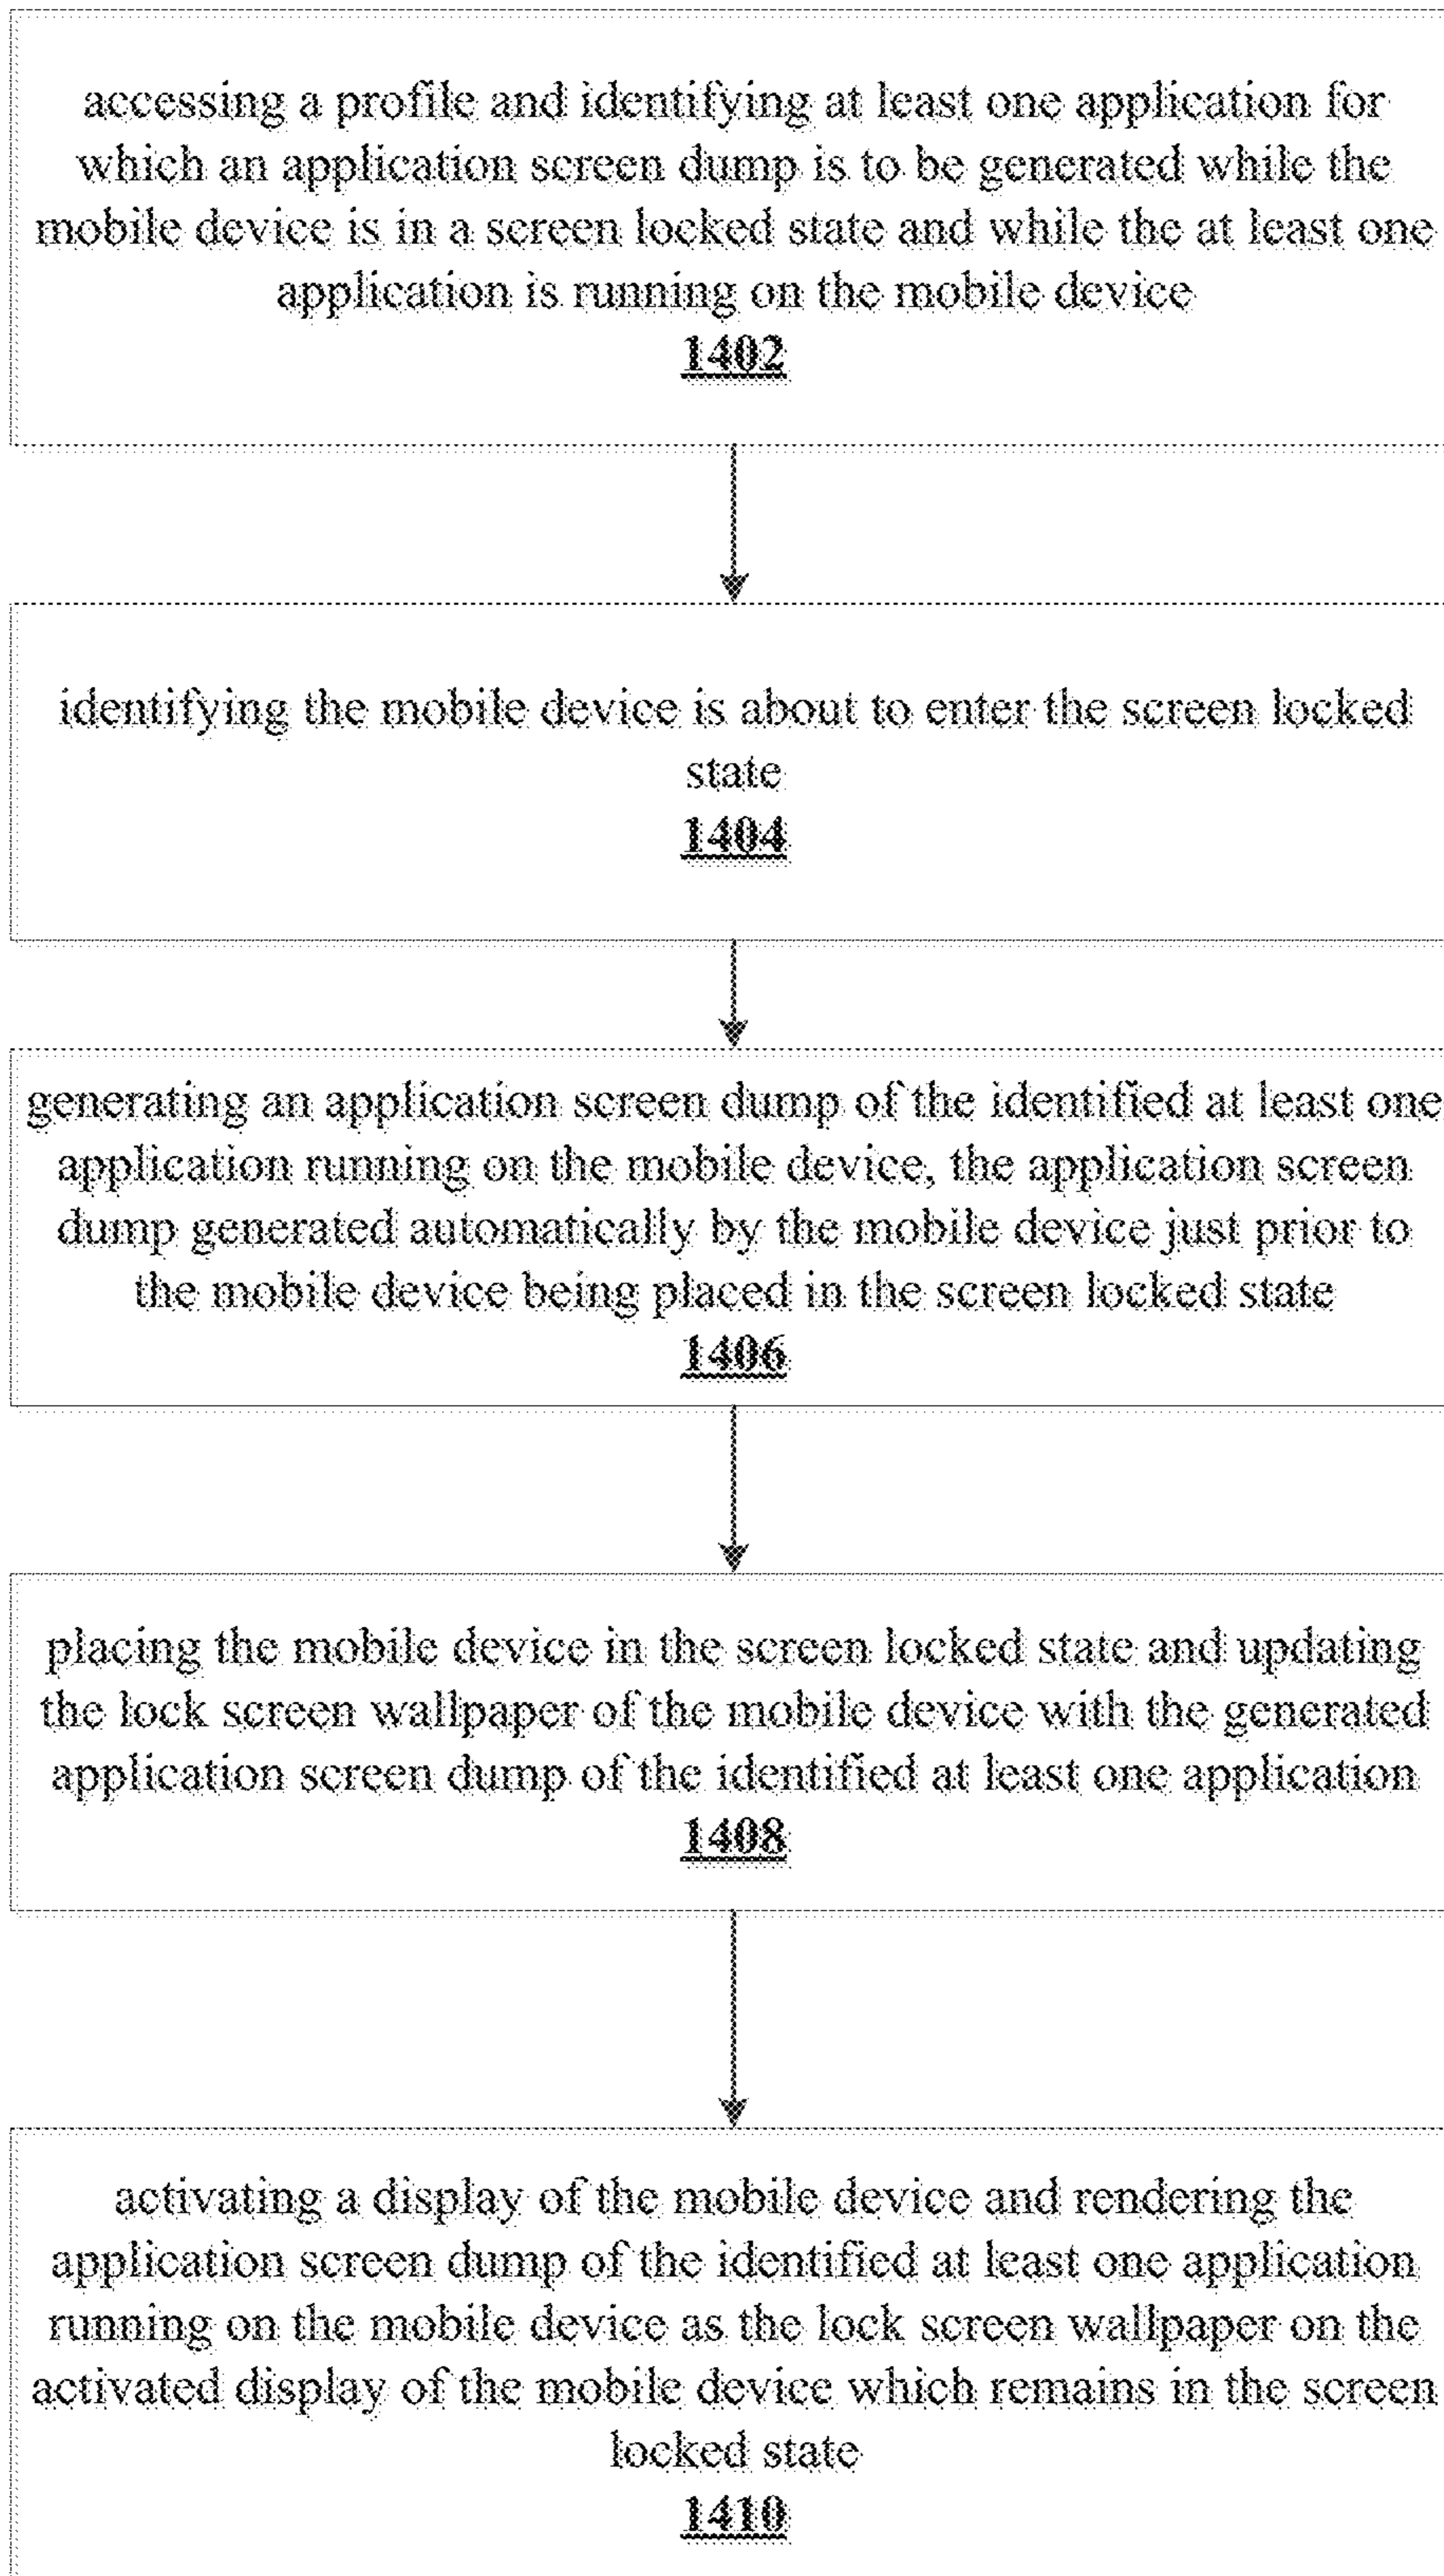 accessing a profile and identifying at least one application for
which an application screen dump is to be generated while the
mobile device is in a screen locked state and while the at least one
application is running on the mobile device
1402
identifying the mobile device is about to enter the screen locked
state
1404
generating an application screen dump of the identified at least one
application running on the mobile device, the application screen
dump generated automatically by the mobile device just prior to
the mobile device being placed in the screen locked state
1406
placing the mobile device in the screen locked state and updating
the lock screen wallpaper of the mobile device with the generated
application screen dump of the identified at least one application
1408
activating a display of the mobile device and rendering the
application screen dump of the identified at least one application
running on the mobile device as the lock screen wallpaper on the
activated display of the mobile device which remains in the screen
locked state
1410